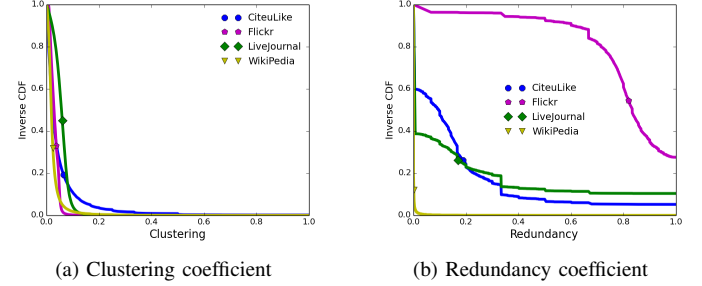 1.0
0.8
0.6
0.4
0.2
0.0
Inverse CDF
CiteuLike
Flickr
LiveJournal
WikiPedia
0.0 0.2 0.4 0.6 0.8 1.0
Clustering
(a) Clustering coefficient
1.0
0.8
0.6
0.4
0.2
0.0
Inverse CDF
CiteuLike
Flickr
LiveJournal
WikiPedia
0.0 0.2 0.4 0.6 0.8 1.0
Redundancy
(b) Redundancy coefficient